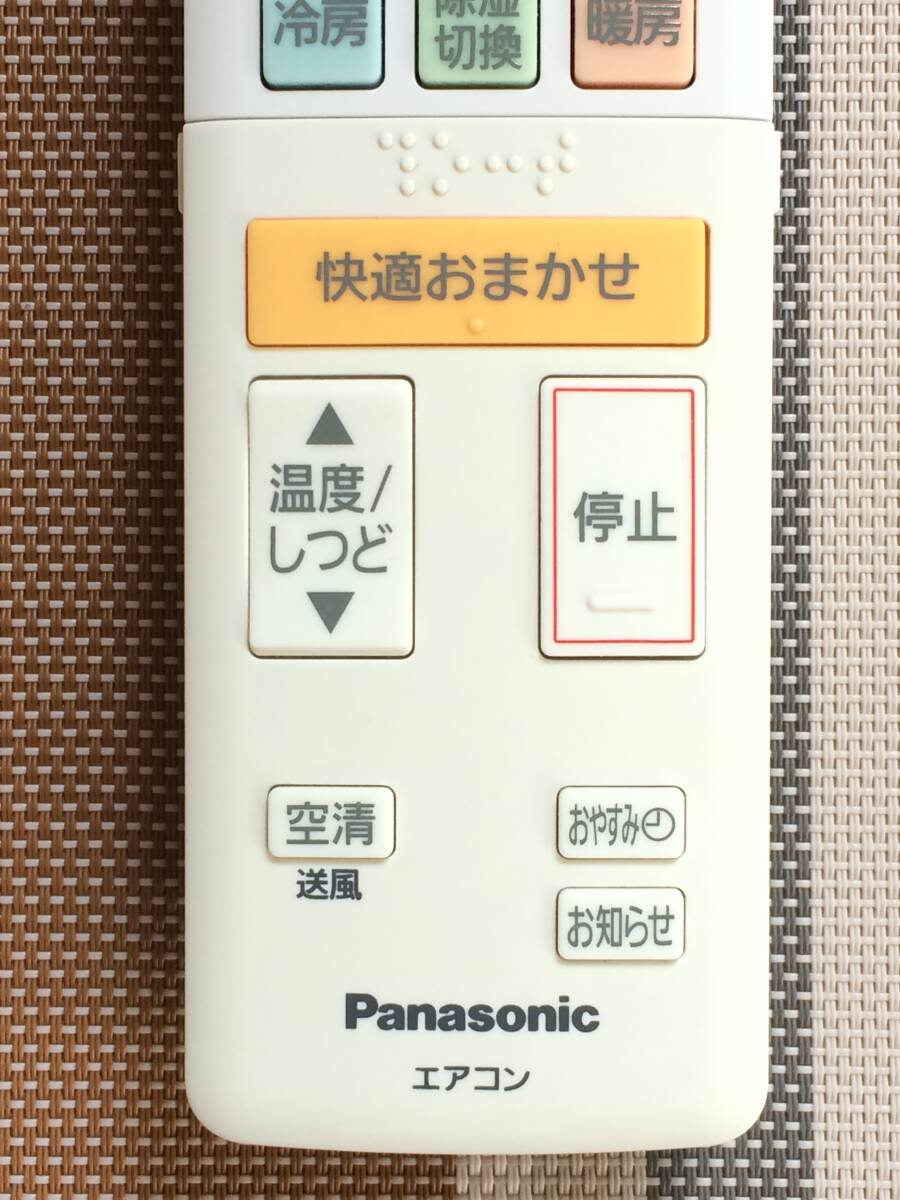 冷房
除湿
切換
暖房
快適おまかせ
▲
温度/
しつど
▼
停止
空清
送風
おやすみ
お知らせ
Panasonic
エアコン